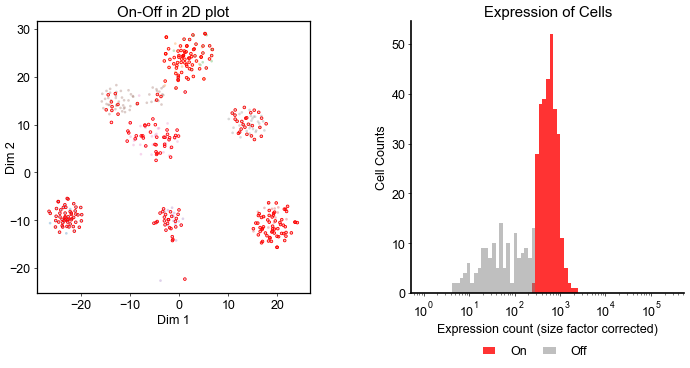 On-Off in 2D plot
30
20
10
0
−10
−20
Dim 2
−20 −10 0 10 20
Dim 1
Expression of Cells
50
40
30
20
10
0
Cell Counts
10^0 10^1 10^2 10^3 10^4 10^5
Expression count (size factor corrected)
On Off